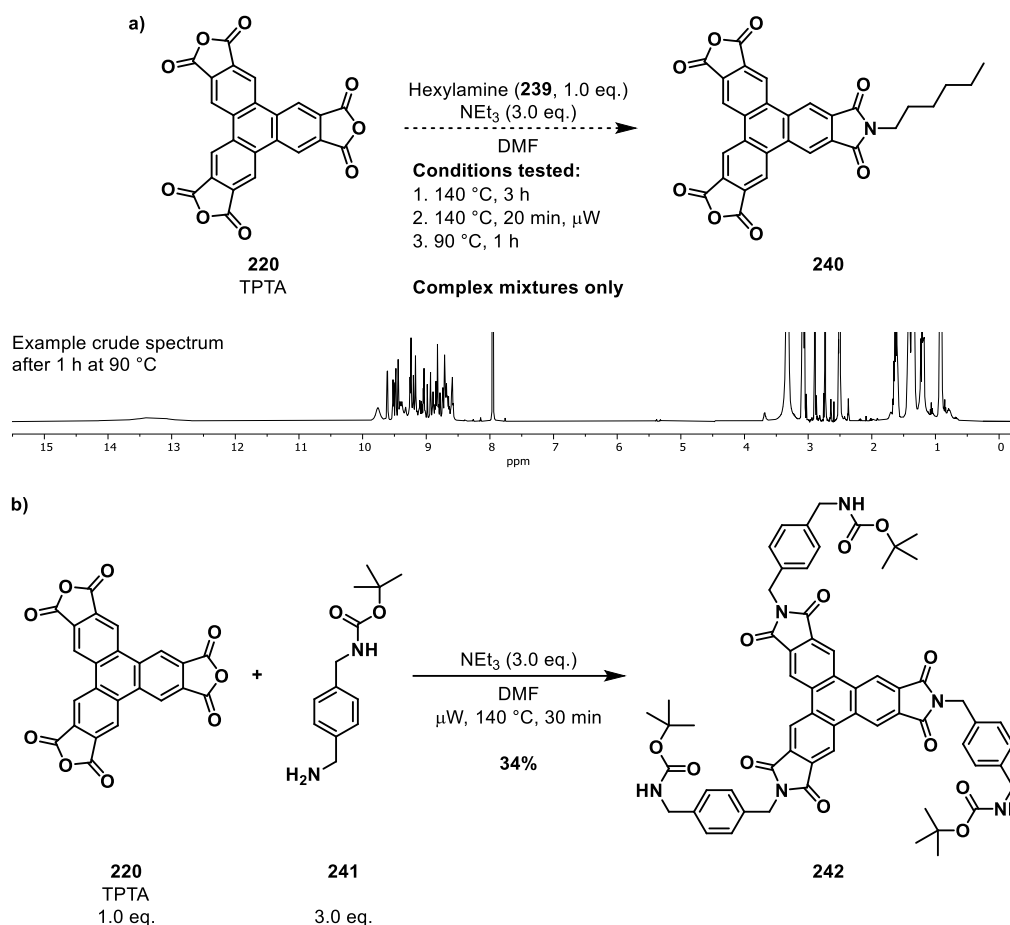 a)
O
O
O
O
O
O
O
O
O
220
TPTA
Hexylamine (239, 1.0 eq.)
NEt3 (3.0 eq.)
DMF
Conditions tested:
1. 140 °C, 3 h
2. 140 °C, 20 min, μW
3. 90 °C, 1 h
Complex mixtures only
O
O
O
O
N
O
O
O
O
240
Example crude spectrum
after 1 h at 90 °C
15 14 13 12 11 10 9 8 7 6 5 4 3 2 1 0
ppm
b)
O
O
O
O
O
O
O
O
O
220
TPTA
1.0 eq.
+
O
O
NH
H2N
241
3.0 eq.
NEt3 (3.0 eq.)
DMF
μW, 140 °C, 30 min
34%
NH
O
O
O
N
O
O
N
O
O
N
O
O
O
HN
O
O
NH
242